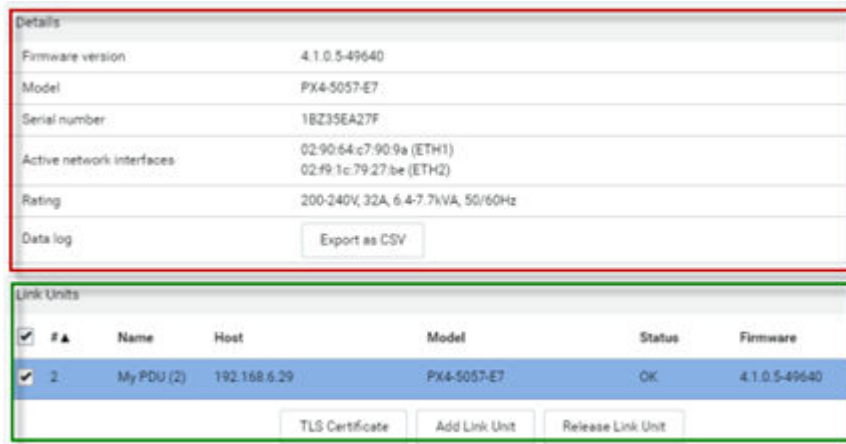 Details
Firmware version 4.1.0.5-49640
Model PX4-5057-E7
Serial number 1BZ35EA27F
Active network interfaces 02:90:64:c7:90:9a (ETH1)
02:f9:1c:79:27:be (ETH2)
Rating 200-240V, 32A, 6.4-7.7kVA, 50/60Hz
Data log Export as CSV
Link Units
# ▲ Name Host Model Status Firmware
2 My PDU (2) 192.168.6.29 PX4-5057-E7 OK 4.1.0.5-49640
TLS Certificate Add Link Unit Release Link Unit